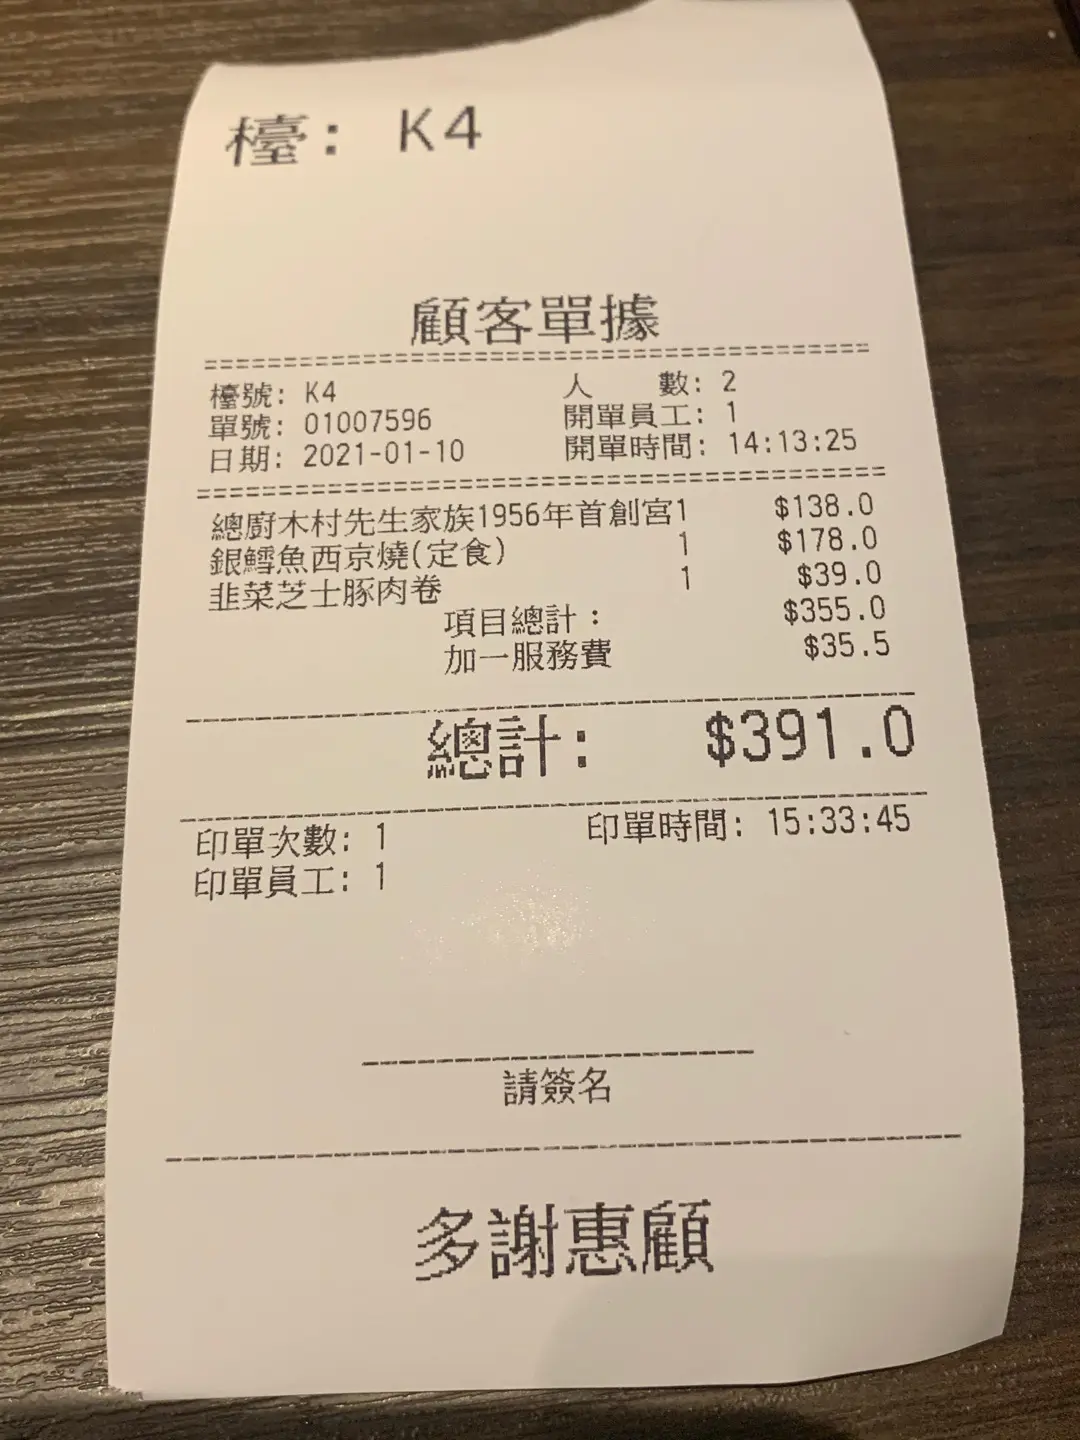 檯: K4
顧客單據
檯號: K4 人 數: 2
單號: 01007596 開單員工: 1
日期: 2021-01-10 開單時間: 14:13:25
總廚木村先生家族1956年首創宮1 $138.0
銀鱈魚西京燒(定食) 1 $178.0
韭菜芝士豚肉卷 1 $39.0
項目總計: $355.0
加一服務費 $35.5
總計: $391.0
印單次數: 1 印單時間: 15:33:45
印單員工: 1
請簽名
多謝惠顧